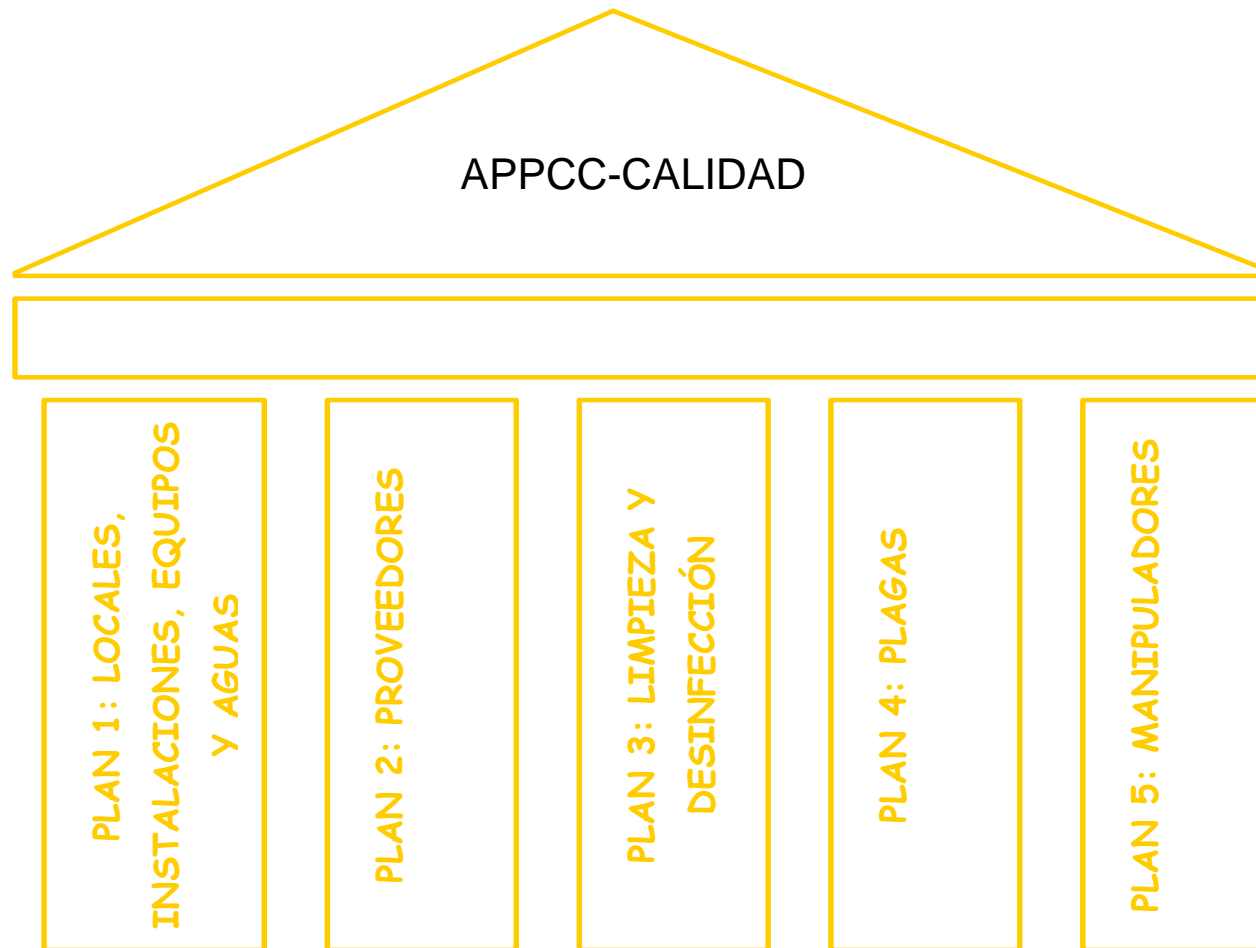 APPCC-CALIDAD
PLAN 1: LOCALES,
INSTALACIONES, EQUIPOS
Y AGUAS
PLAN 2: PROVEEDORES
PLAN 3: LIMPIEZA Y
DESINFECCIÓN
PLAN 4: PLAGAS
PLAN 5: MANIPULADORES